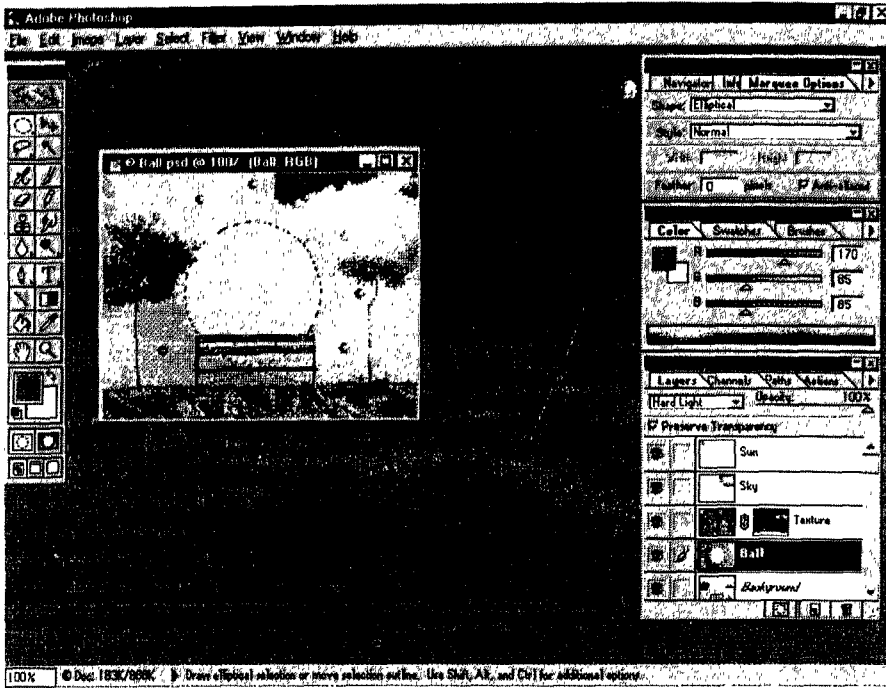 Adobe Photoshop
File Edit Image Layer Select Filter View Window Help
Navigator Info Marquee Options
Shape: Elliptical
Style: Normal
Width: Height:
Feather: 0 pixels Anti-aliased
© Ball.psd @ 100% (Ball, RGB)
Color Swatches Brushes
R 170
G 85
B 85
Layers Channels Paths Actions
Hard Light Opacity: 100%
Preserve Transparency
Sun
Sky
Texture
Ball
Background
T
100% © Doc: 183K/866K Draw elliptical selection or move selection outline. Use Shift, Alt, and Ctrl for additional options.